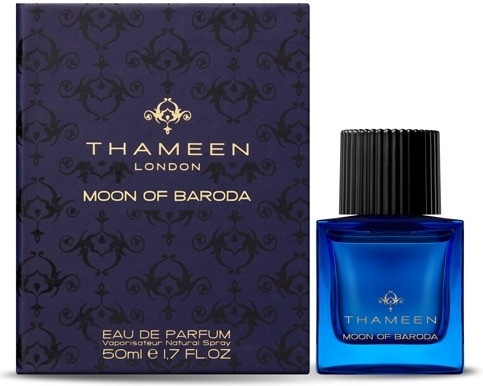 THAMEEN
LONDON
MOON OF BARODA
EAU DE PARFUM
Vaporisateur Natural Spray
50ml e 1.7 FL.OZ
THAMEEN
MOON OF BARODA